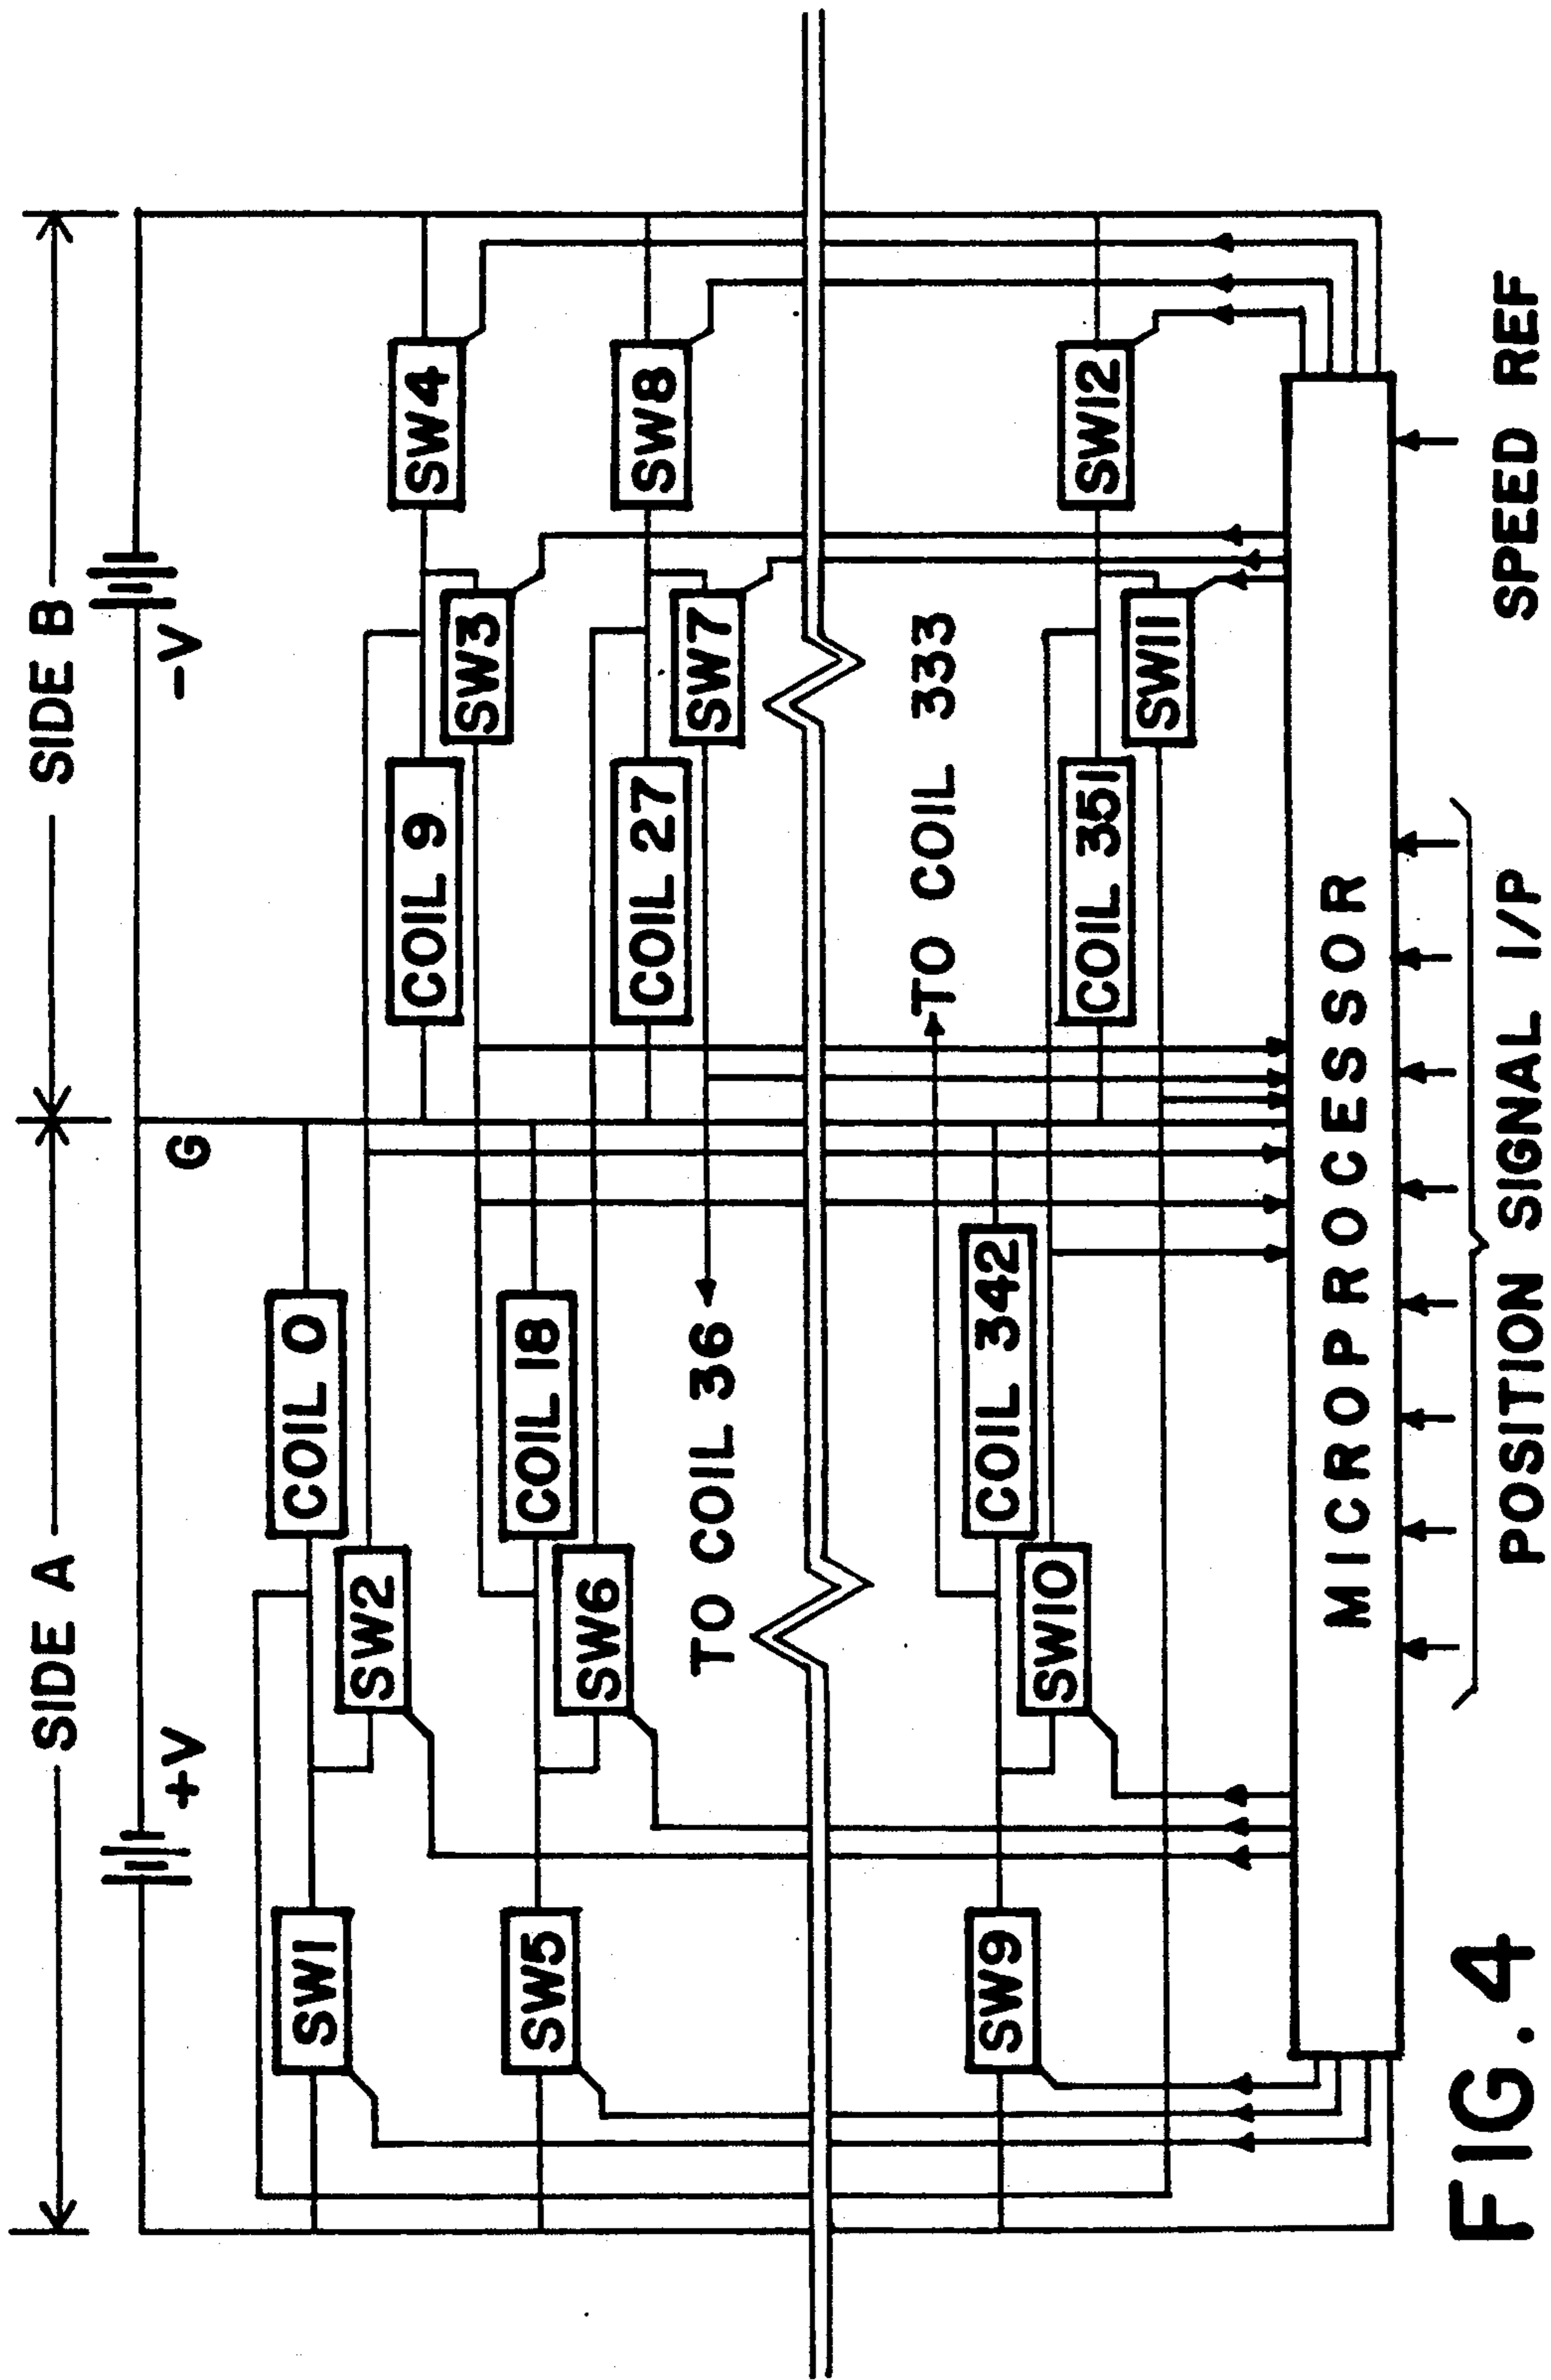 SIDE A
SIDE B
+V
G
-V
COIL 0
SW1
SW2
COIL 9
SW4
SW3
COIL 18
SW5
SW6
COIL 27
SW8
SW7
TO COIL 36
TO COIL 333
COIL 342
SW9
SW10
COIL 351
SW12
SW11
MICROPROCESSOR
POSITION SIGNAL I/P
SPEED REF
FIG. 4